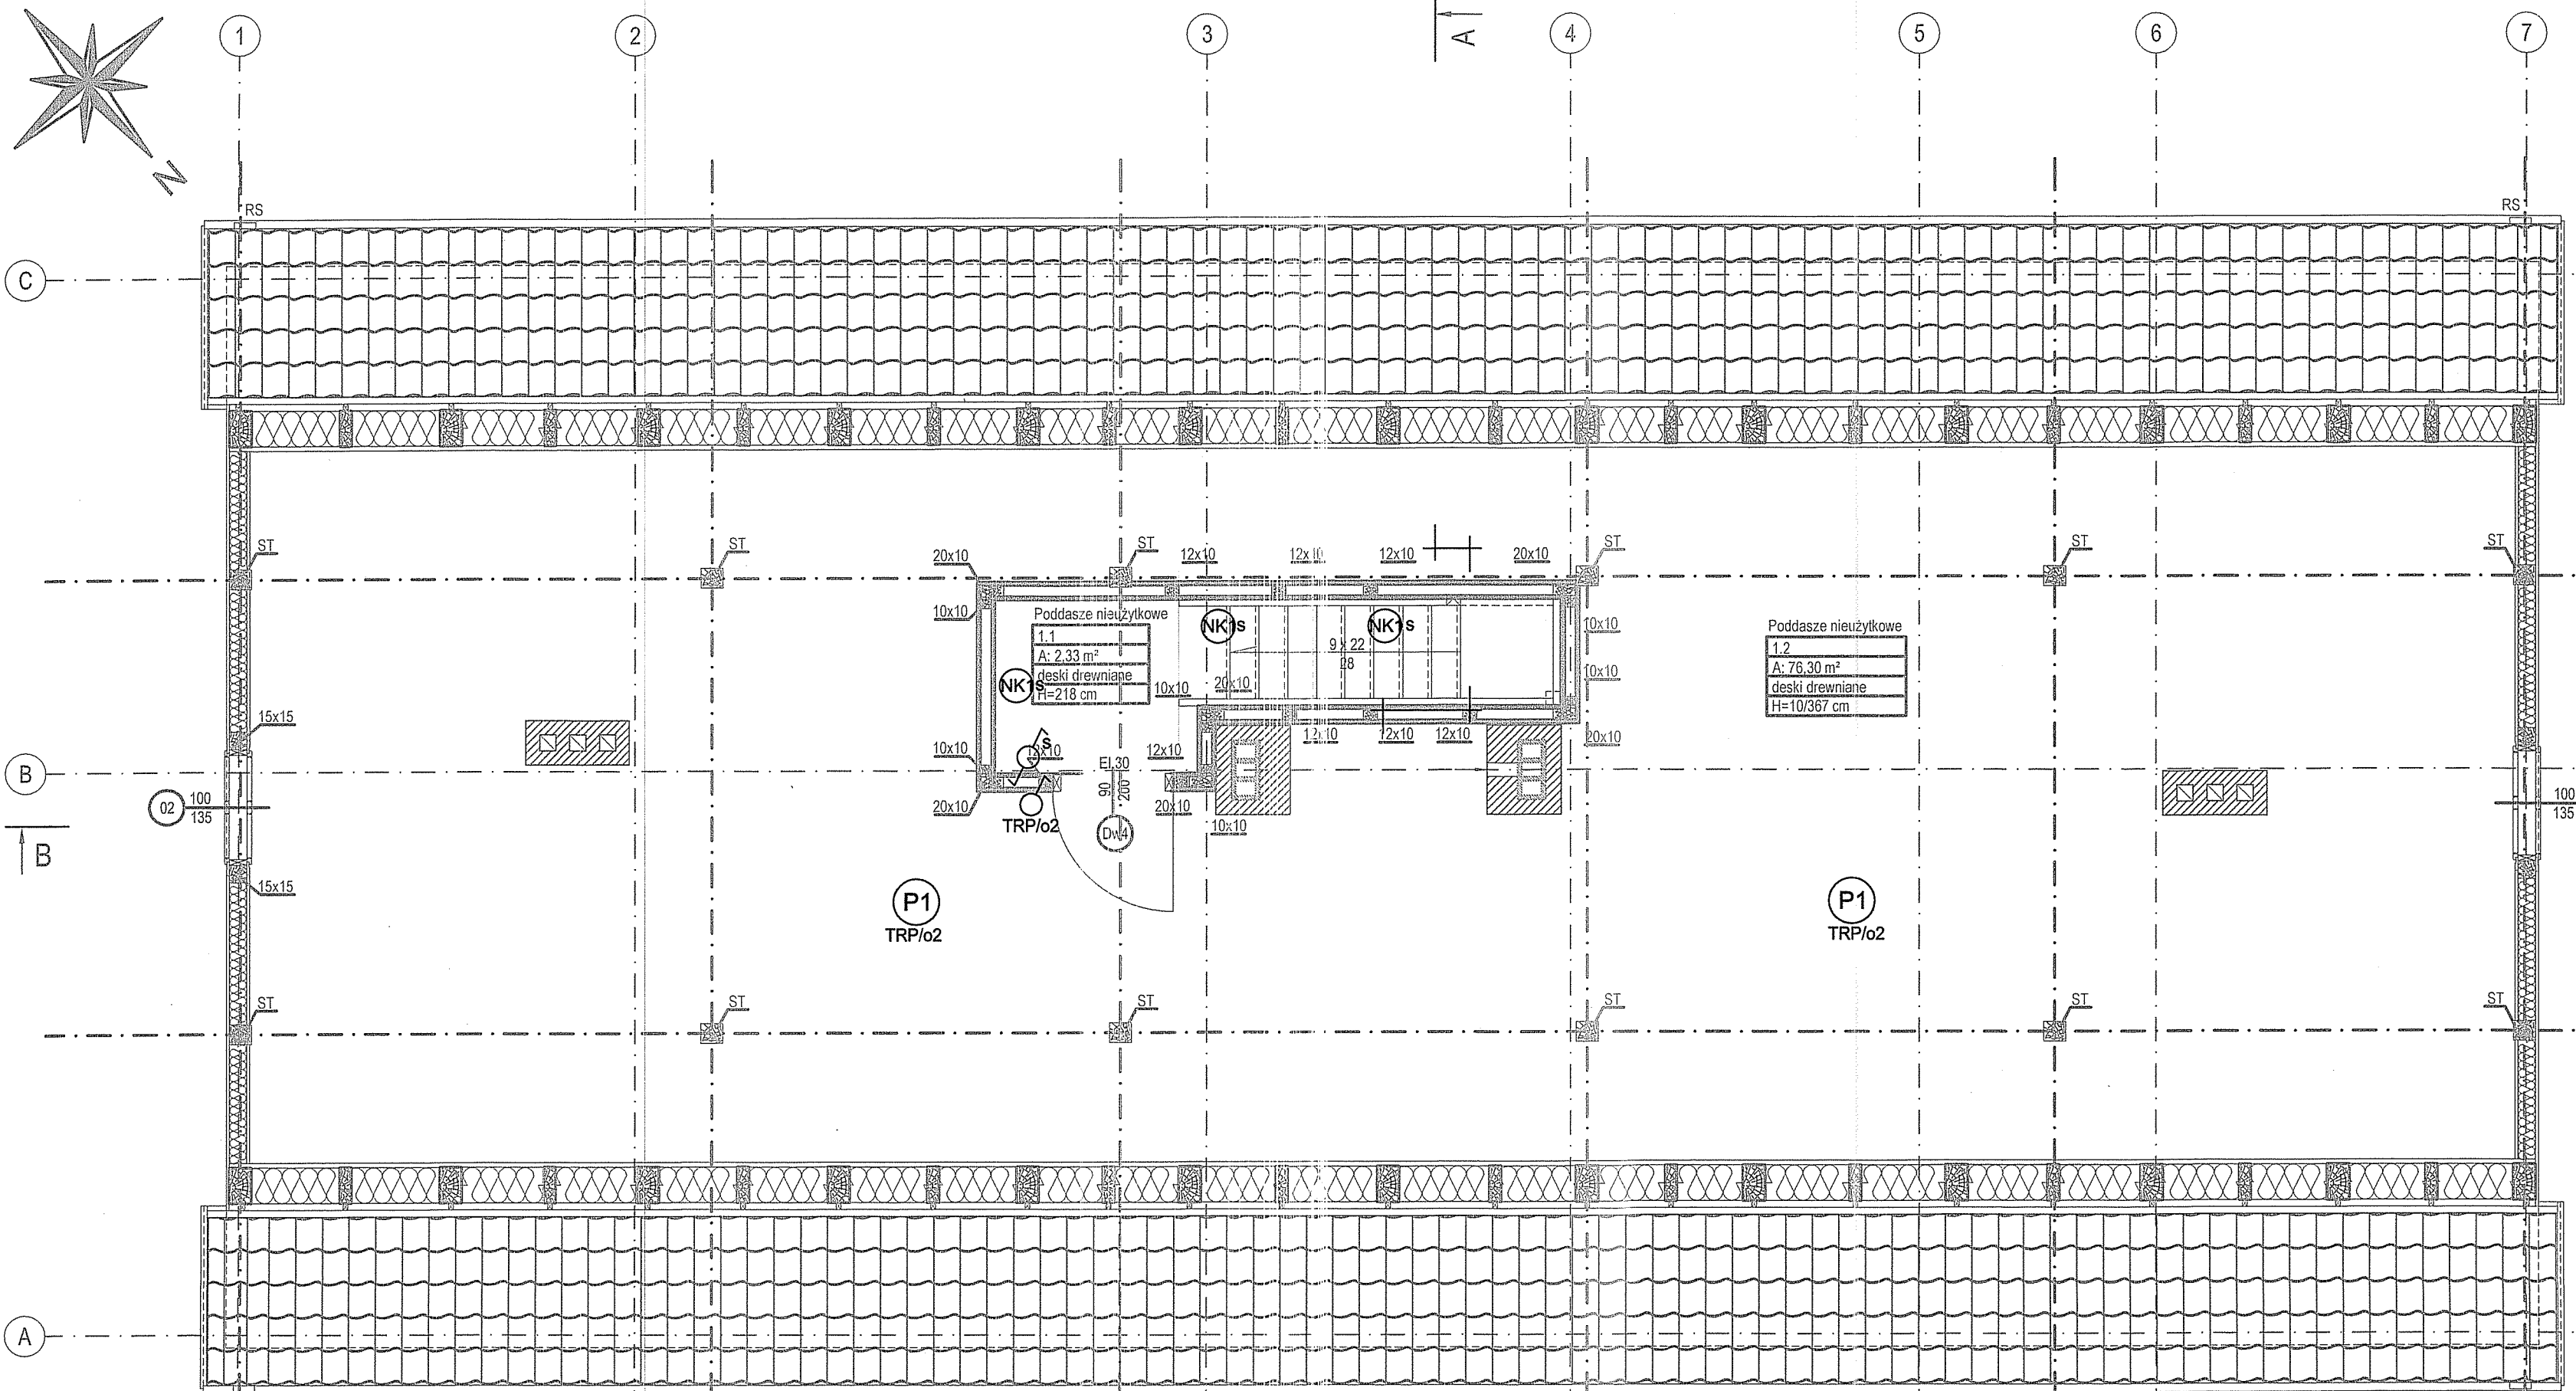 1
2
3
A
4
5
6
7
N
RS
RS
C
ST
ST
ST
ST
ST
ST
20x10
12x10
12x10
12x10
20x10
10x10
Poddasze nieużytkowe
1.1
A: 2,33 m²
deski drewniane
H=218 cm
NK1s
NK1s
NK1s
9 x 22
28
10x10
20x10
10x10
10x10
Poddasze nieużytkowe
1.2
A: 76,30 m²
deski drewniane
H=10/367 cm
15x15
10x10
s
12x10
12x10
12x10
12x10
12x10
20x10
B
EI 30
90
200
02
100
135
100
135
20x10
TRP/o2
20x10
10x10
Dw4
B
15x15
P1
TRP/o2
P1
TRP/o2
ST
ST
ST
ST
ST
ST
A